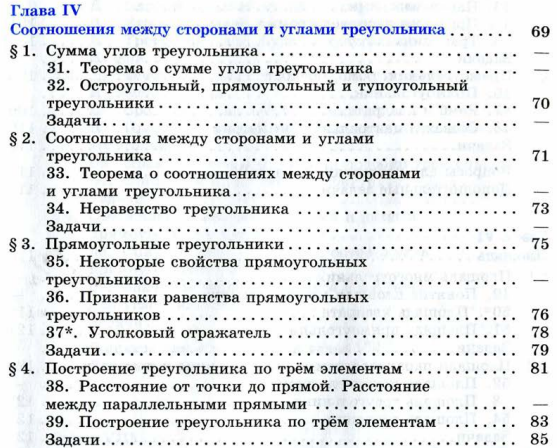 Глава IV
Соотношения между сторонами и углами треугольника ...... 69
§ 1. Сумма углов треугольника .............................. —
31. Теорема о сумме углов треугольника .............. —
32. Остроугольный, прямоугольный и тупоугольный
треугольники ........................................ 70
Задачи .............................................. —
§ 2. Соотношения между сторонами и углами
треугольника ........................................ 71
33. Теорема о соотношениях между сторонами
и углами треугольника ............................... —
34. Неравенство треугольника ........................ 73
Задачи .............................................. —
§ 3. Прямоугольные треугольники ............................ 75
35. Некоторые свойства прямоугольных
треугольников ....................................... —
36. Признаки равенства прямоугольных
треугольников ....................................... 76
37*. Уголковый отражатель ........................... 78
Задачи .............................................. 79
§ 4. Построение треугольника по трём элементам ............. 81
38. Расстояние от точки до прямой. Расстояние
между параллельными прямыми ......................... —
39. Построение треугольника по трём элементам ....... 83
Задачи .............................................. 85